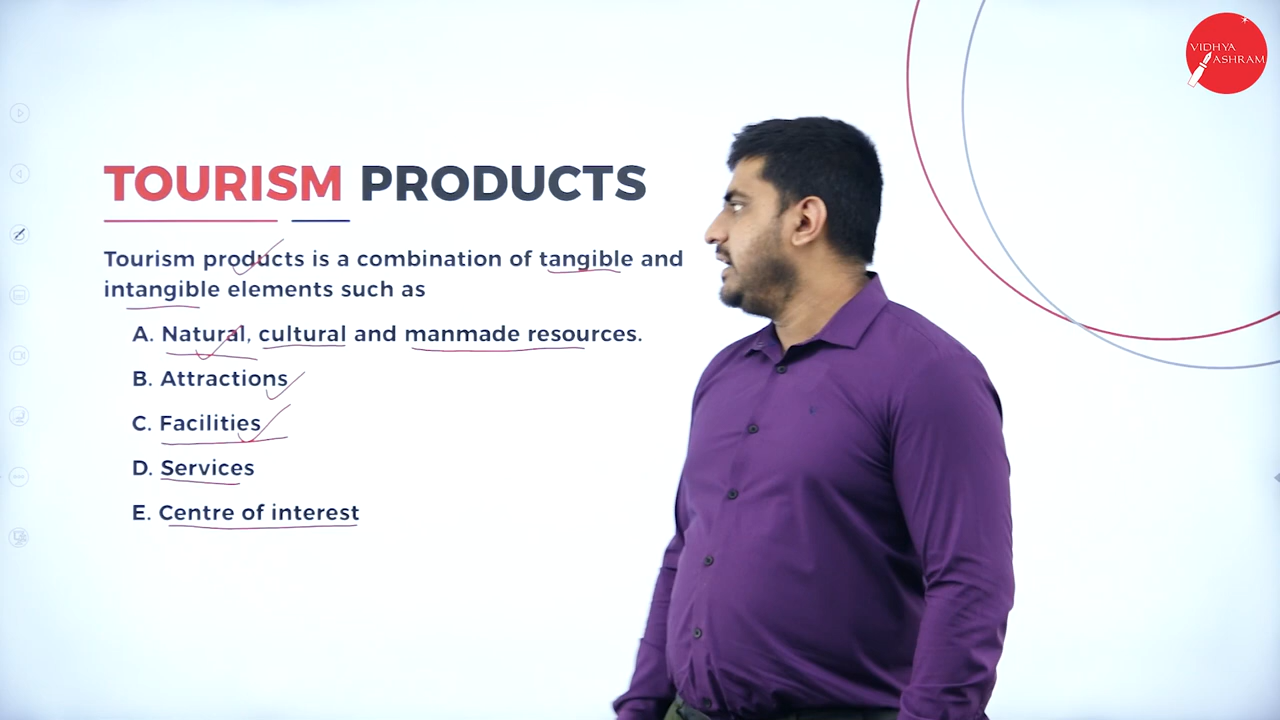 VIDHYA
ASHRAM
TOURISM PRODUCTS
Tourism products is a combination of tangible and
intangible elements such as
A. Natural, cultural and manmade resources.
B. Attractions
C. Facilities
D. Services
E. Centre of interest